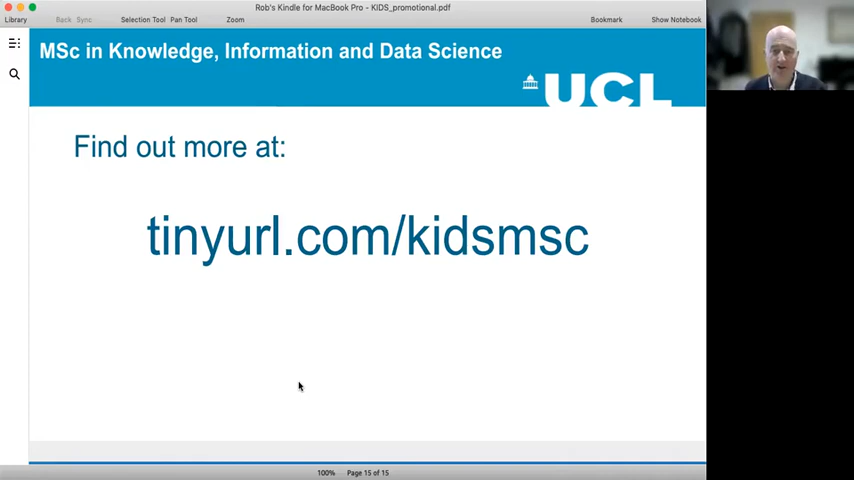 Rob's Kindle for MacBook Pro - KIDS_promotional.pdf
Library Back Sync Selection Tool Pan Tool Zoom Bookmark Show Notebook
MSc in Knowledge, Information and Data Science
UCL
Find out more at:
tinyurl.com/kidsmsc
100% Page 15 of 15